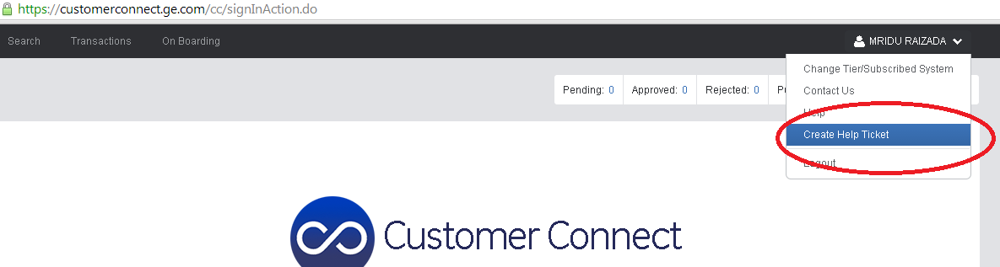 https://customerconnect.ge.com/cc/signInAction.do
Search Transactions On Boarding MRIDU RAIZADA
Change Tier/Subscribed System
Pending: 0 Approved: 0 Rejected: 0
Contact Us
Help
Create Help Ticket
Logout
Customer Connect